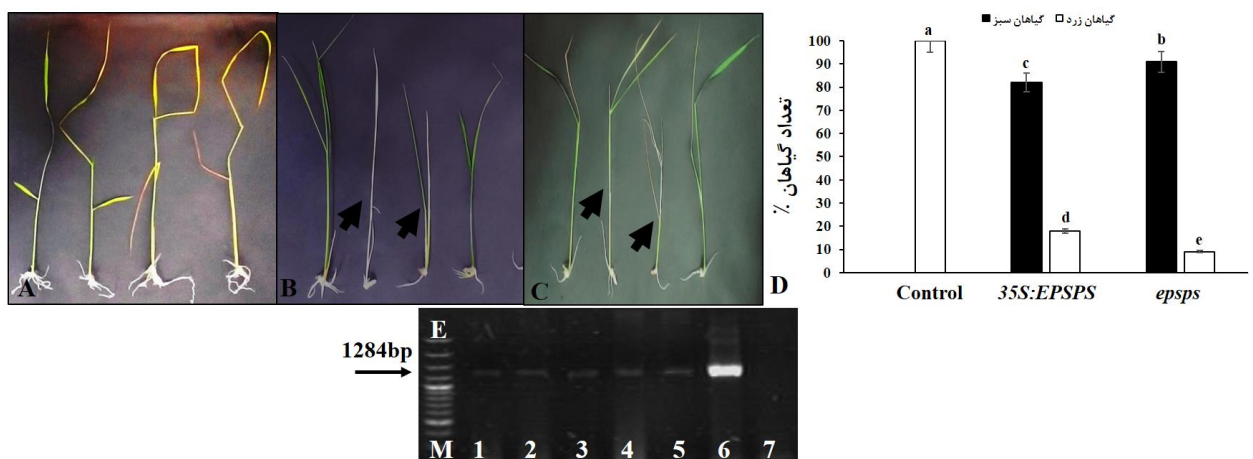 گیاهان سبز گیاهان زرد
A
B
C
D
تعداد گیاهان %
100
90
80
70
60
50
40
30
20
10
0
a
c
d
b
e
Control 35S:EPSPS epsps
E
1284bp
M 1 2 3 4 5 6 7